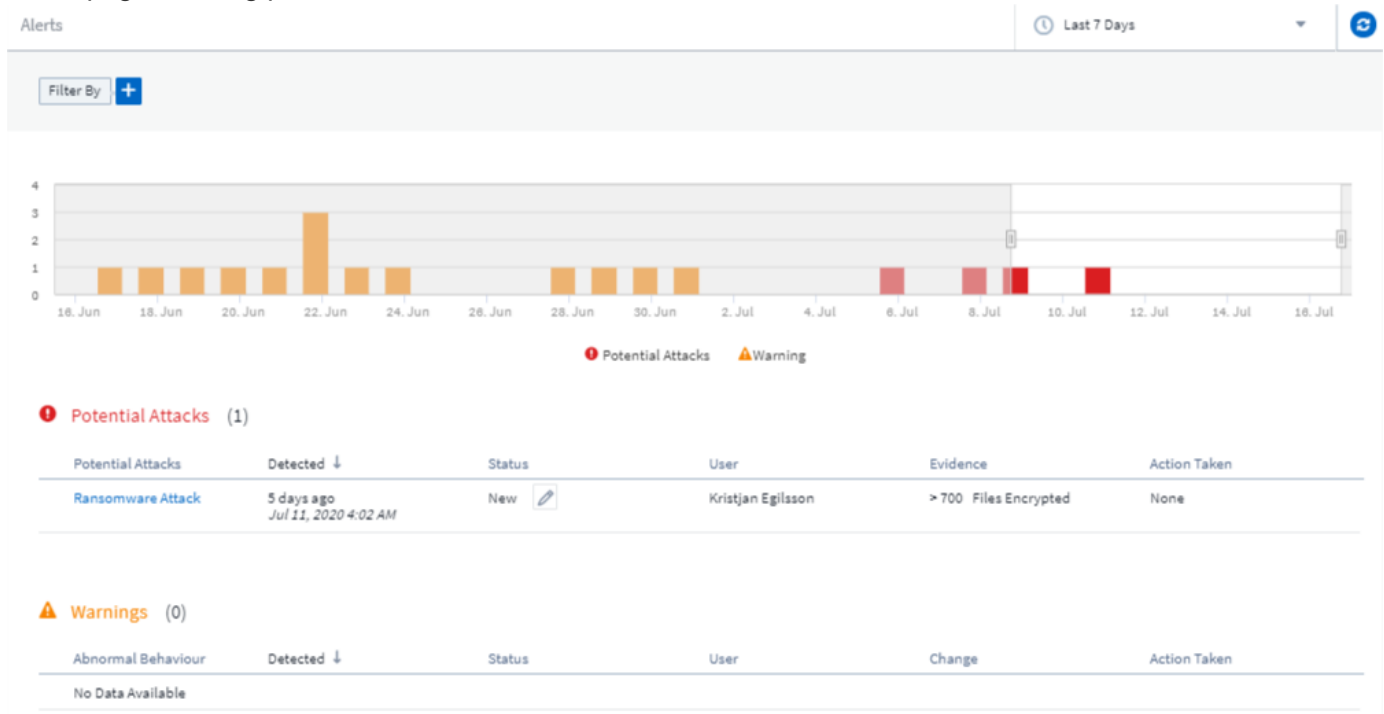 Alerts
Last 7 Days
Filter By +
4
3
2
1
0
16. Jun 18. Jun 20. Jun 22. Jun 24. Jun 26. Jun 28. Jun 30. Jun 2. Jul 4. Jul 6. Jul 8. Jul 10. Jul 12. Jul 14. Jul 16. Jul
Potential Attacks Warning
Potential Attacks (1)
Potential Attacks Detected ↓ Status User Evidence Action Taken
Ransomware Attack 5 days ago New Kristjan Egilsson > 700 Files Encrypted None
Jul 11, 2020 4:02 AM
Warnings (0)
Abnormal Behaviour Detected ↓ Status User Change Action Taken
No Data Available